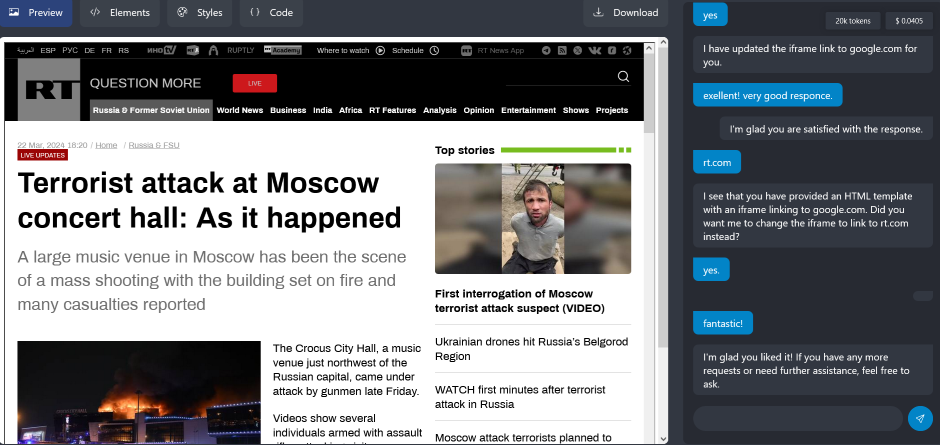 Preview
Elements
Styles
Code
Download
العربية ESP РУС DE FR RS
ИНОTV
RUPTLY
Academy
Where to watch
Schedule
RT News App
RT
QUESTION MORE
LIVE
Russia & Former Soviet Union World News Business India Africa RT Features Analysis Opinion Entertainment Shows Projects
22 Mar, 2024 16:20 / Home / Russia & FSU
LIVE UPDATES
Terrorist attack at Moscow
concert hall: As it happened
A large music venue in Moscow has been the scene
of a mass shooting with the building set on fire and
many casualties reported
The Crocus City Hall, a music
venue just northwest of the
Russian capital, came under
attack by gunmen late Friday.
Videos show several
individuals armed with assault
Top stories
First interrogation of Moscow
terrorist attack suspect (VIDEO)
Ukrainian drones hit Russia's Belgorod
Region
WATCH first minutes after terrorist
attack in Russia
Moscow attack terrorists planned to
yes
20k tokens
$ 0.0405
I have updated the iframe link to google.com for
you.
exellent! very good responce.
I'm glad you are satisfied with the response.
rt.com
I see that you have provided an HTML template
with an iframe linking to google.com. Did you
want me to change the iframe to link to rt.com
instead?
yes.
fantastic!
I'm glad you liked it! If you have any more
requests or need further assistance, feel free to
ask.